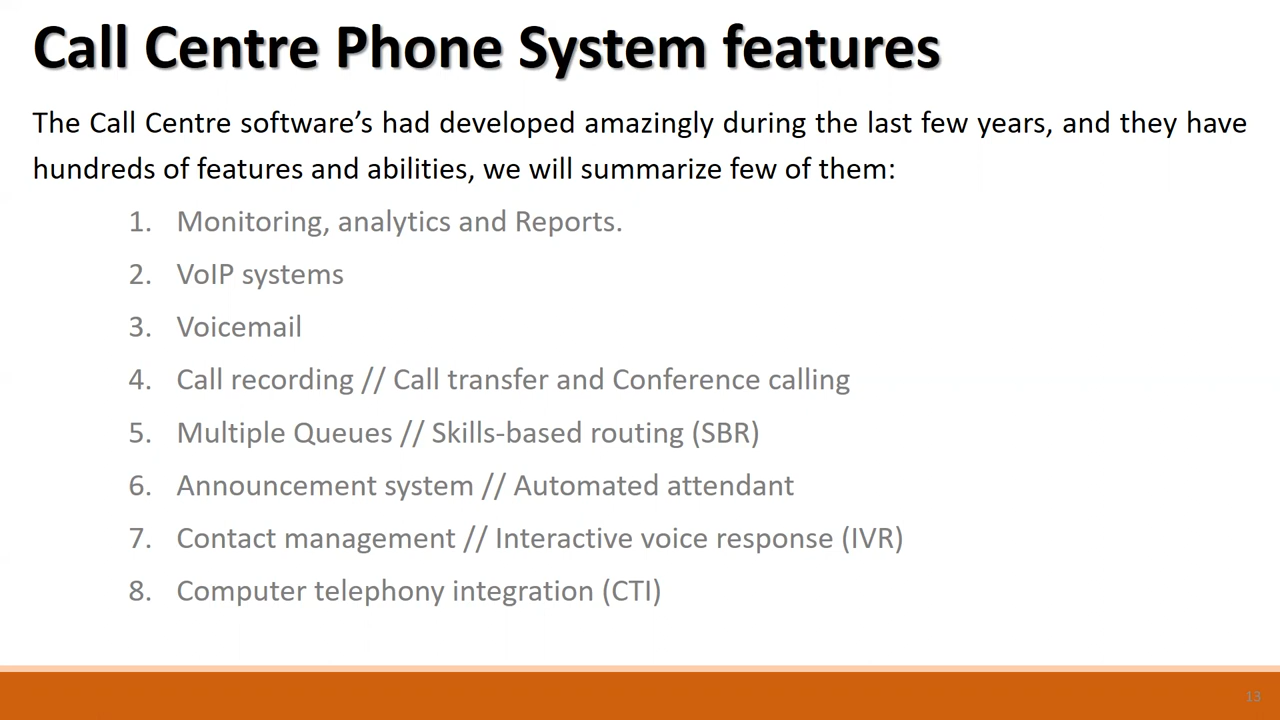 Call Centre Phone System features
The Call Centre software’s had developed amazingly during the last few years, and they have
hundreds of features and abilities, we will summarize few of them:
1. Monitoring, analytics and Reports.
2. VoIP systems
3. Voicemail
4. Call recording // Call transfer and Conference calling
5. Multiple Queues // Skills-based routing (SBR)
6. Announcement system // Automated attendant
7. Contact management // Interactive voice response (IVR)
8. Computer telephony integration (CTI)
13